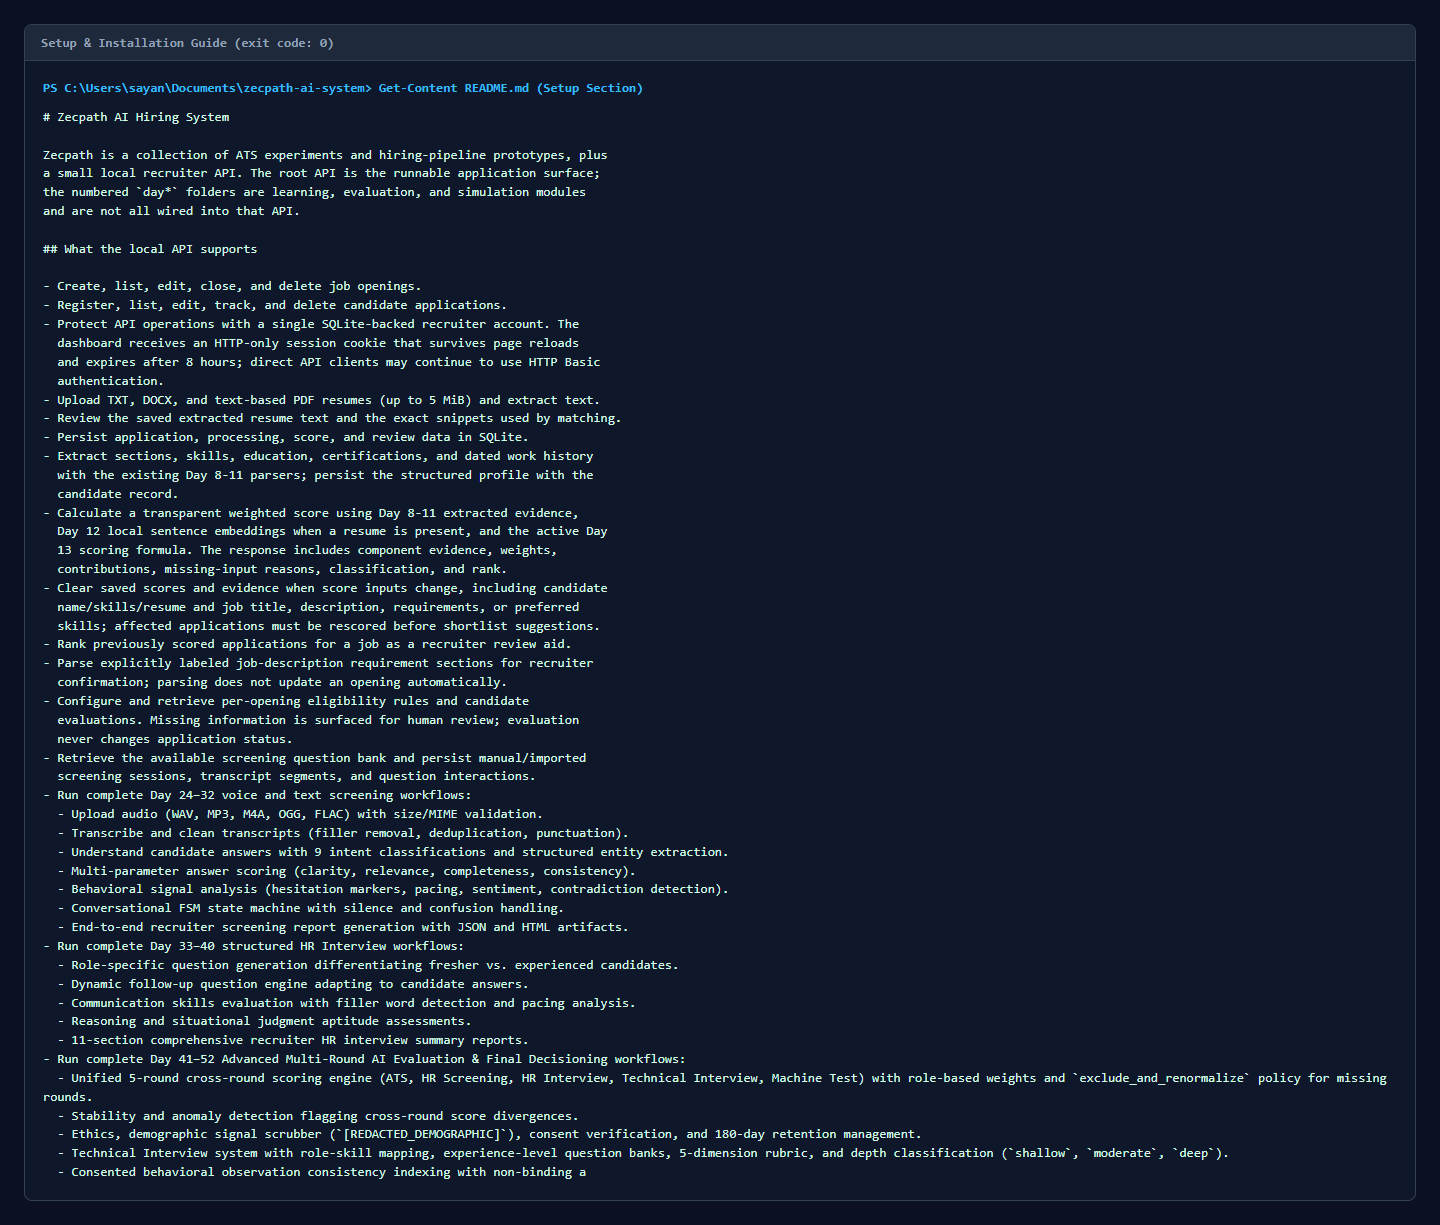 Setup & Installation Guide (exit code: 0)
PS C:\Users\sayan\Documents\zecpath-ai-system> Get-Content README.md (Setup Section)
# Zecpath AI Hiring System

Zecpath is a collection of ATS experiments and hiring-pipeline prototypes, plus
a small local recruiter API. The root API is the runnable application surface;
the numbered `day*` folders are learning, evaluation, and simulation modules
and are not all wired into that API.

## What the local API supports

- Create, list, edit, close, and delete job openings.
- Register, list, edit, track, and delete candidate applications.
- Protect API operations with a single SQLite-backed recruiter account. The
  dashboard receives an HTTP-only session cookie that survives page reloads
  and expires after 8 hours; direct API clients may continue to use HTTP Basic
  authentication.
- Upload TXT, DOCX, and text-based PDF resumes (up to 5 MiB) and extract text.
- Review the saved extracted resume text and the exact snippets used by matching.
- Persist application, processing, score, and review data in SQLite.
- Extract sections, skills, education, certifications, and dated work history
  with the existing Day 8-11 parsers; persist the structured profile with the
  candidate record.
- Calculate a transparent weighted score using Day 8-11 extracted evidence,
  Day 12 local sentence embeddings when a resume is present, and the active Day
  13 scoring formula. The response includes component evidence, weights,
  contributions, missing-input reasons, classification, and rank.
- Clear saved scores and evidence when score inputs change, including candidate
  name/skills/resume and job title, description, requirements, or preferred
  skills; affected applications must be rescored before shortlist suggestions.
- Rank previously scored applications for a job as a recruiter review aid.
- Parse explicitly labeled job-description requirement sections for recruiter
  confirmation; parsing does not update an opening automatically.
- Configure and retrieve per-opening eligibility rules and candidate
  evaluations. Missing information is surfaced for human review; evaluation
  never changes application status.
- Retrieve the available screening question bank and persist manual/imported
  screening sessions, transcript segments, and question interactions.
- Run complete Day 24–32 voice and text screening workflows:
  - Upload audio (WAV, MP3, M4A, OGG, FLAC) with size/MIME validation.
  - Transcribe and clean transcripts (filler removal, deduplication, punctuation).
  - Understand candidate answers with 9 intent classifications and structured entity extraction.
  - Multi-parameter answer scoring (clarity, relevance, completeness, consistency).
  - Behavioral signal analysis (hesitation markers, pacing, sentiment, contradiction detection).
  - Conversational FSM state machine with silence and confusion handling.
  - End-to-end recruiter screening report generation with JSON and HTML artifacts.
- Run complete Day 33–40 structured HR Interview workflows:
  - Role-specific question generation differentiating fresher vs. experienced candidates.
  - Dynamic follow-up question engine adapting to candidate answers.
  - Communication skills evaluation with filler word detection and pacing analysis.
  - Reasoning and situational judgment aptitude assessments.
  - 11-section comprehensive recruiter HR interview summary reports.
- Run complete Day 41–52 Advanced Multi-Round AI Evaluation & Final Decisioning workflows:
  - Unified 5-round cross-round scoring engine (ATS, HR Screening, HR Interview, Technical Interview, Machine Test) with role-based weights and `exclude_and_renormalize` policy for missing
rounds.
  - Stability and anomaly detection flagging cross-round score divergences.
  - Ethics, demographic signal scrubber (`[REDACTED_DEMOGRAPHIC]`), consent verification, and 180-day retention management.
  - Technical Interview system with role-skill mapping, experience-level question banks, 5-dimension rubric, and depth classification (`shallow`, `moderate`, `deep`).
  - Consented behavioral observation consistency indexing with non-binding a